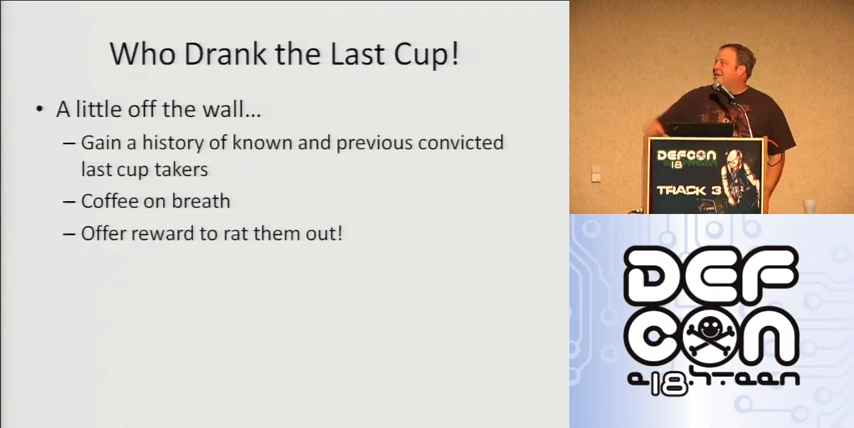 Who Drank the Last Cup!
• A little off the wall...
– Gain a history of known and previous convicted
last cup takers
– Coffee on breath
– Offer reward to rat them out!
DEFCON
18
TRACK 3
DEF
CON
e18hteen